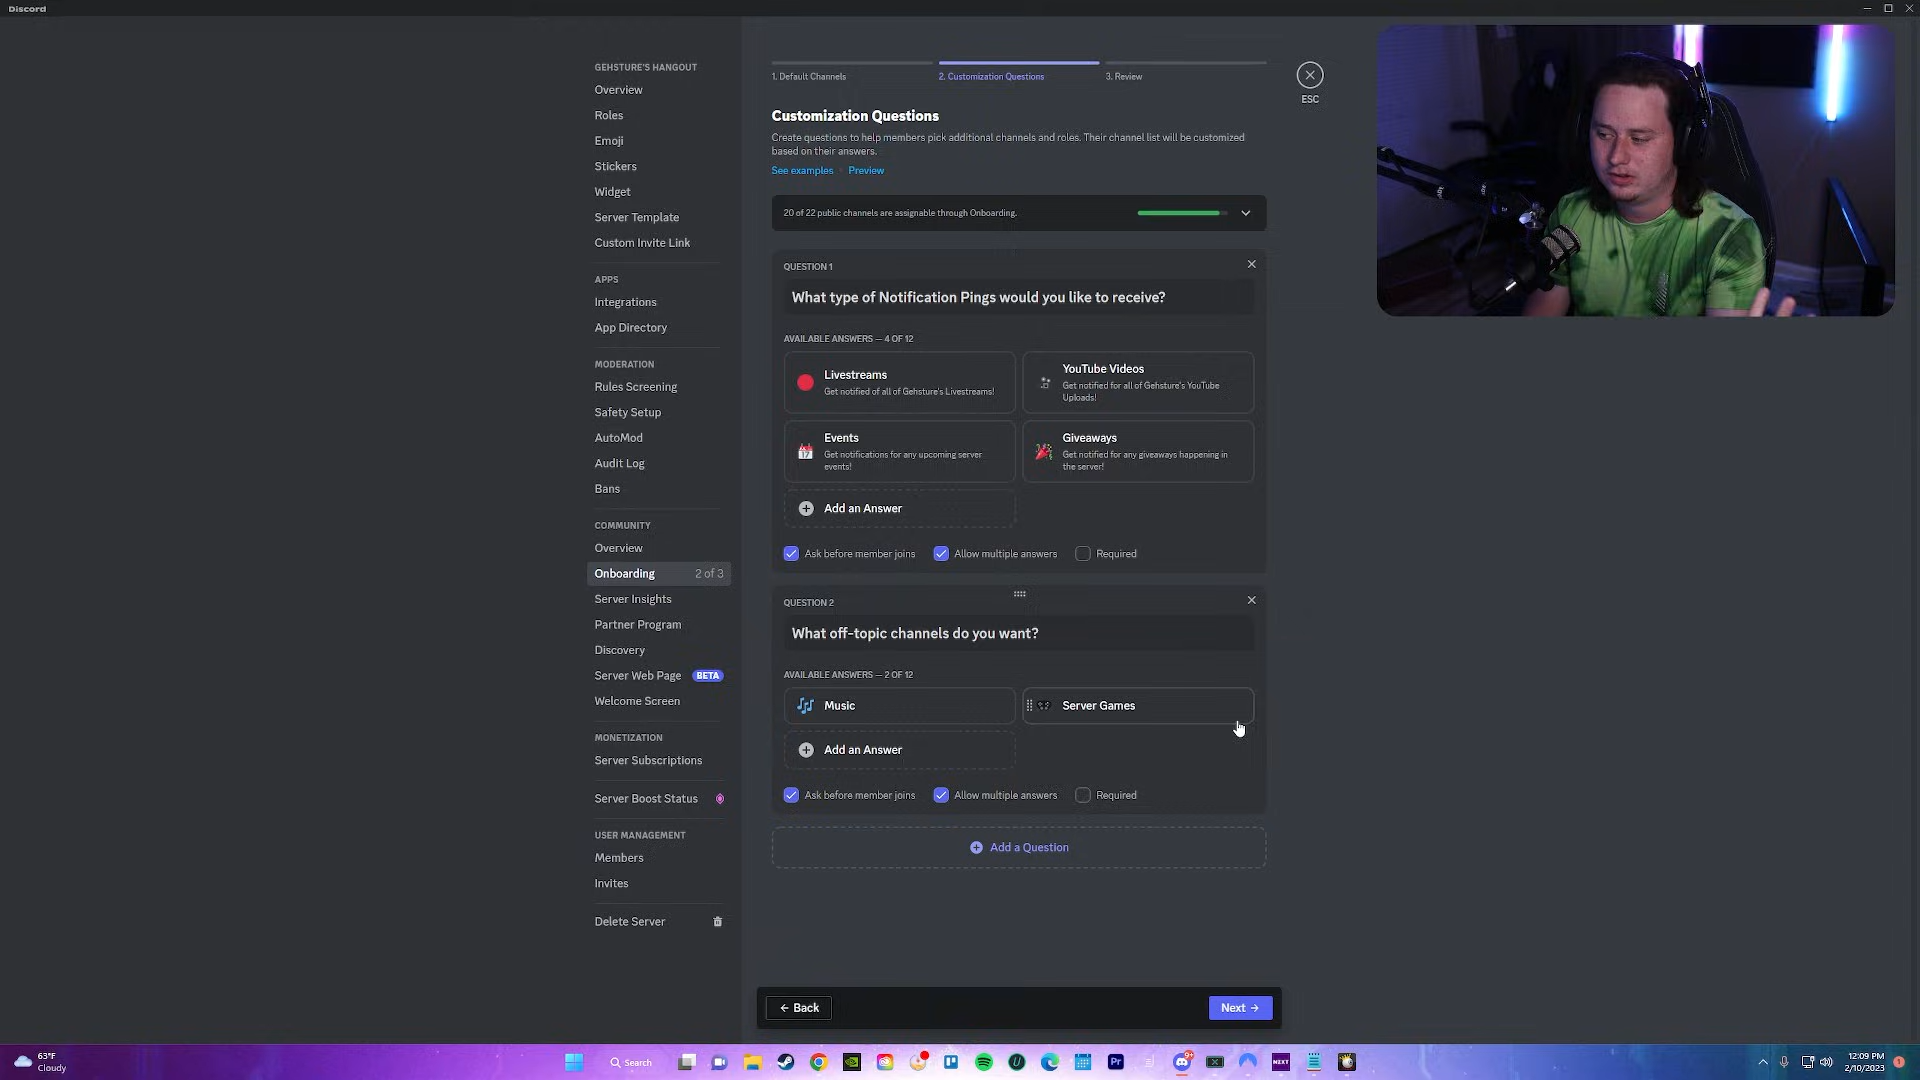 Discord
GEHSTURE'S HANGOUT
Overview
Roles
Emoji
Stickers
Widget
Server Template
Custom Invite Link
APPS
Integrations
App Directory
MODERATION
Rules Screening
Safety Setup
AutoMod
Audit Log
Bans
COMMUNITY
Overview
Onboarding 2 of 3
Server Insights
Partner Program
Discovery
Server Web Page BETA
Welcome Screen
MONETIZATION
Server Subscriptions
Server Boost Status
USER MANAGEMENT
Members
Invites
Delete Server
1. Default Channels
2. Customization Questions
3. Review
ESC
Customization Questions
Create questions to help members pick additional channels and roles. Their channel list will be customized
based on their answers.
See examples
Preview
20 of 22 public channels are assignable through Onboarding.
QUESTION 1
What type of Notification Pings would you like to receive?
AVAILABLE ANSWERS — 4 OF 12
Livestreams
Get notified of all of Gehsture's Livestreams!
YouTube Videos
Get notified for all of Gehsture's YouTube
Uploads!
Events
Get notifications for any upcoming server
events!
Giveaways
Get notified for any giveaways happening in
the server!
Add an Answer
Ask before member joins
Allow multiple answers
Required
QUESTION 2
What off-topic channels do you want?
AVAILABLE ANSWERS — 2 OF 12
Music
Server Games
Add an Answer
Ask before member joins
Allow multiple answers
Required
Add a Question
← Back
Next →
63°F
Cloudy
Search
Pr
NEXT
12:09 PM
2/10/2023
1